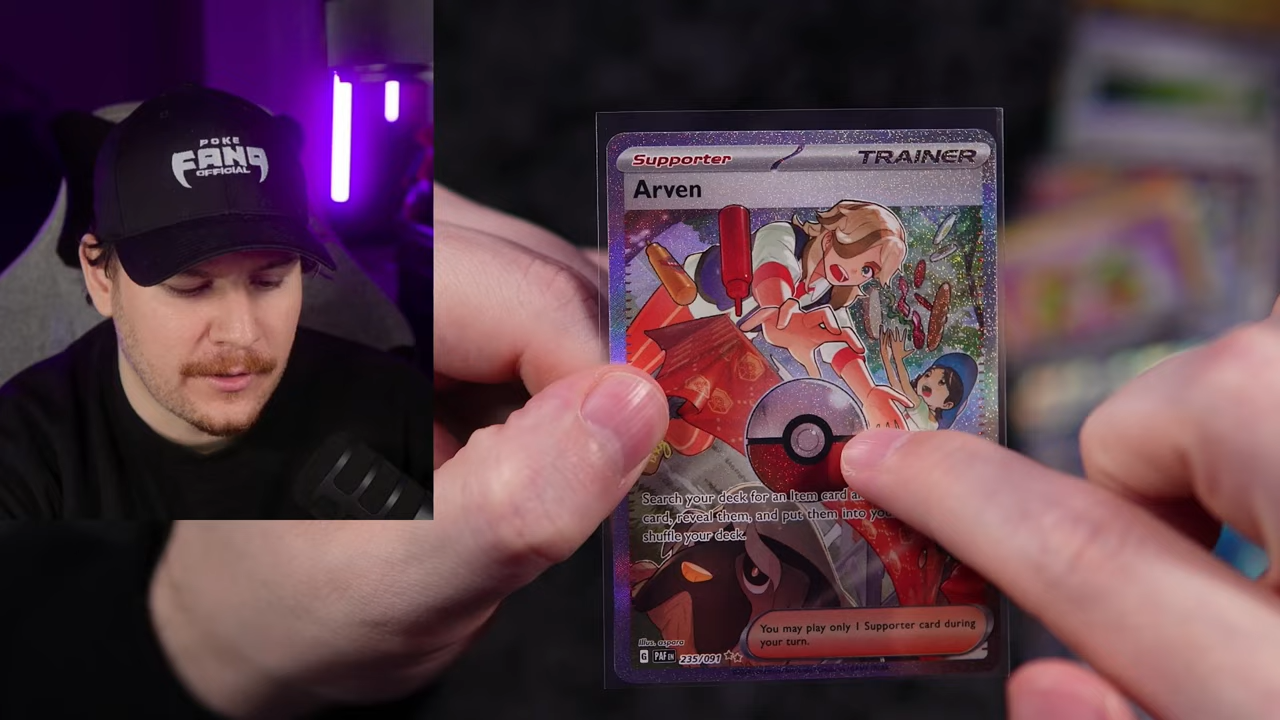 POKE
FANG
OFFICIAL
Supporter
TRAINER
Arven
Search your deck for an Item card
card, reveal them, and put them into
shuffle your deck.
You may play only 1 Supporter card during
your turn.
illus. aspara
G PAF EN 235/091